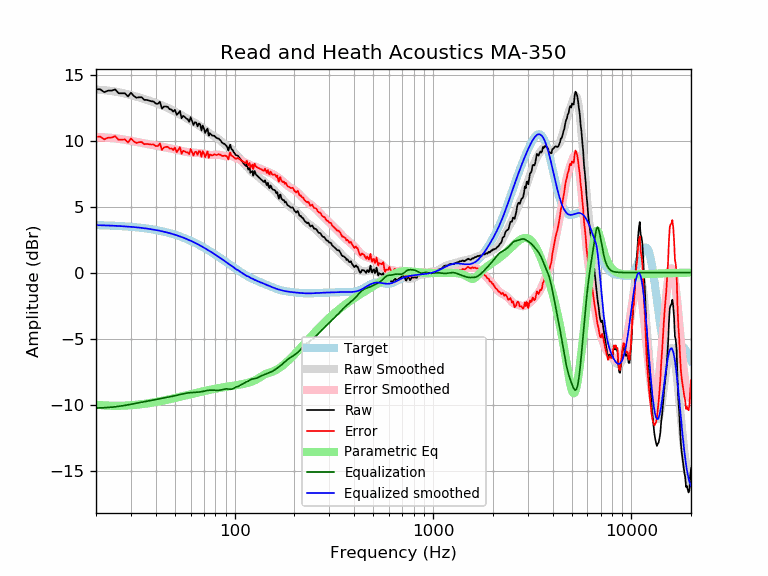 Read and Heath Acoustics MA-350
15
10
5
0
−5
−10
−15
Amplitude (dBr)
Target
Raw Smoothed
Error Smoothed
Raw
Error
Parametric Eq
Equalization
Equalized smoothed
100
1000
10000
Frequency (Hz)